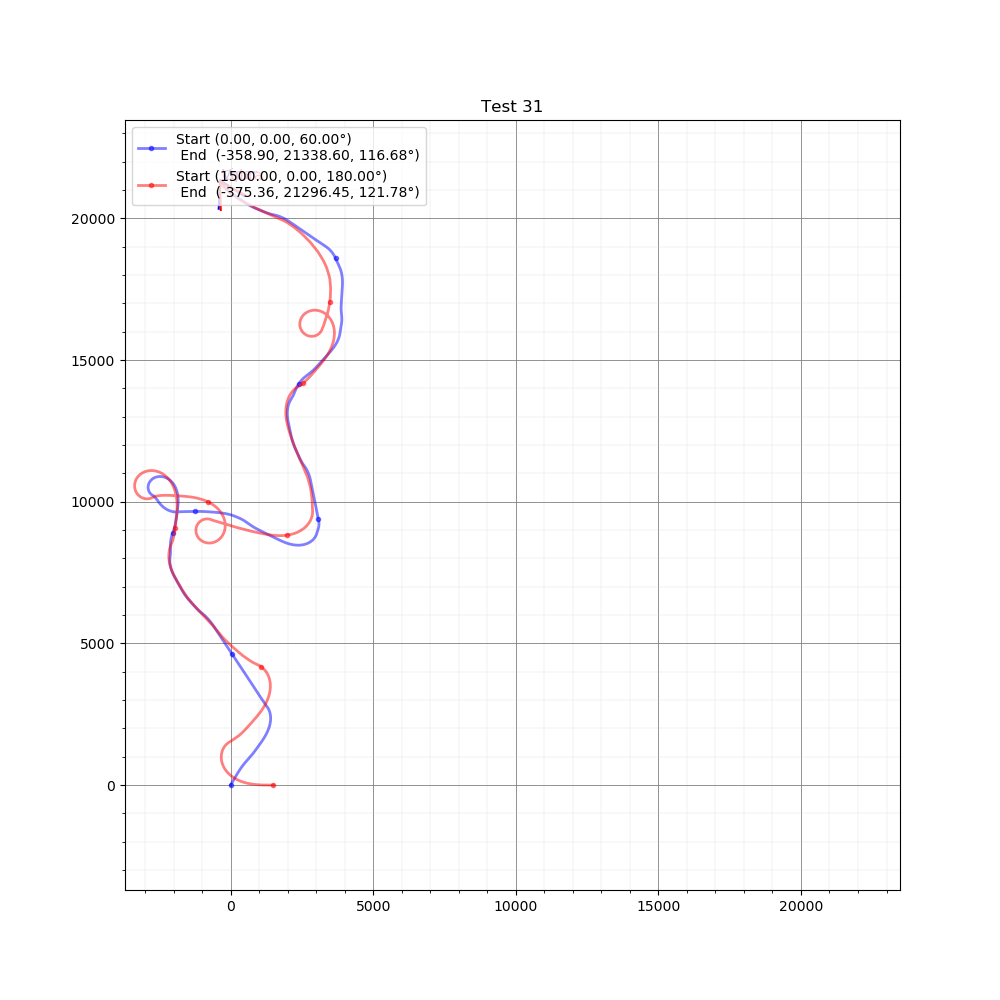 Test 31
Start (0.00, 0.00, 60.00°)
End (-358.90, 21338.60, 116.68°)
Start (1500.00, 0.00, 180.00°)
End (-375.36, 21296.45, 121.78°)
20000
15000
10000
5000
0
0 5000 10000 15000 20000